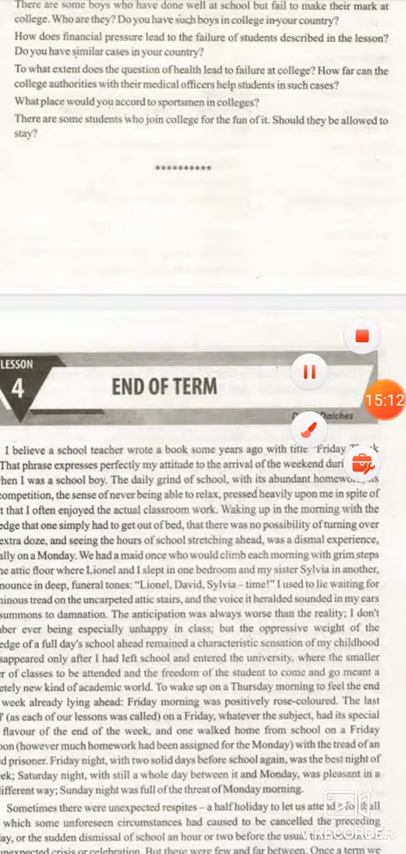 There are some boys who have done well at school but fail to make their mark at
college. Who are they? Do you have such boys in college in your country?
How does financial pressure lead to the failure of students described in the lesson?
Do you have similar cases in your country?
To what extent does the question of health lead to failure at college? How far can the
college authorities with their medical officers help students in such cases?
What place would you accord to sportsmen in colleges?
There are some students who join college for the fun of it. Should they be allowed to
stay?
**********
LESSON
4
END OF TERM
Daiches
15:12
I believe a school teacher wrote a book some years ago with title 'Friday
That phrase expresses perfectly my attitude to the arrival of the weekend
when I was a school boy. The daily grind of school, with its abundant
competition, the sense of never being able to relax, pressed heavily upon me in spite of
that I often enjoyed the actual classroom work. Waking up in the morning with the
edge that one simply had to get out of bed, that there was no possibility of turning over
extra doze, and seeing the hours of school stretching ahead, was a dismal experience,
ally on a Monday. We had a maid once who would climb each morning with grim steps
attic floor where Lionel and I slept in one bedroom and my sister Sylvia in another,
nounce in deep, funeral tones: "Lionel, David, Sylvia – time!" I used to lie waiting for
minous tread on the uncarpeted attic stairs, and the voice it heralded sounded in my ears
summons to damnation. The anticipation was always worse than the reality; I don't
ber ever being especially unhappy in class; but the oppressive weight of the
edge of a full day's school ahead remained a characteristic sensation of my childhood
sappeared only after I had left school and entered the university, where the smaller
r of classes to be attended and the freedom of the student to come and go meant a
etely new kind of academic world. To wake up on a Thursday morning to feel the end
week already lying ahead: Friday morning was positively rose-coloured. The last
(as each of our lessons was called) on a Friday, whatever the subject, had its special
flavour of the end of the week, and one walked home from school on a Friday
oon (however much homework had been assigned for the Monday) with the tread of an
d prisoner. Friday night, with two solid days before school again, was the best night of
ek; Saturday night, with still a whole day between it and Monday, was pleasant in a
ifferent way; Sunday night was full of the threat of Monday morning.
Sometimes there were unexpected respites – a half holiday to let us
which some unforeseen circumstances had caused to be cancelled the preceding
ay, or the sudden dismissal of school an hour or two before the
nexpected crisis or celebration. But these were few and far between. Once a term we
RECORDER